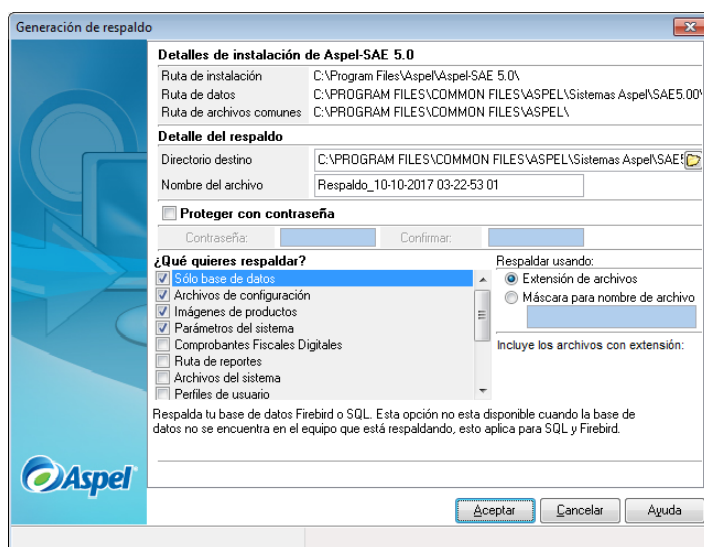 Generación de respaldo
Detalles de instalación de Aspel-SAE 5.0
Ruta de instalación C:\Program Files\Aspel\Aspel-SAE 5.0\
Ruta de datos C:\PROGRAM FILES\COMMON FILES\ASPEL\Sistemas Aspel\SAE5.00\
Ruta de archivos comunes C:\PROGRAM FILES\COMMON FILES\ASPEL\
Detalle del respaldo
Directorio destino C:\PROGRAM FILES\COMMON FILES\ASPEL\Sistemas Aspel\SAE5
Nombre del archivo Respaldo_10-10-2017 03-22-53 01
Proteger con contraseña
Contraseña: Confirmar:
¿Qué quieres respaldar?
Sólo base de datos
Archivos de configuración
Imágenes de productos
Parámetros del sistema
Comprobantes Fiscales Digitales
Ruta de reportes
Archivos del sistema
Perfiles de usuario
Respaldar usando:
Extensión de archivos
Máscara para nombre de archivo
Incluye los archivos con extensión:
Respalda tu base de datos Firebird o SQL. Esta opción no esta disponible cuando la base de
datos no se encuentra en el equipo que está respaldando, esto aplica para SQL y Firebird.
Aspel
Aceptar Cancelar Ayuda